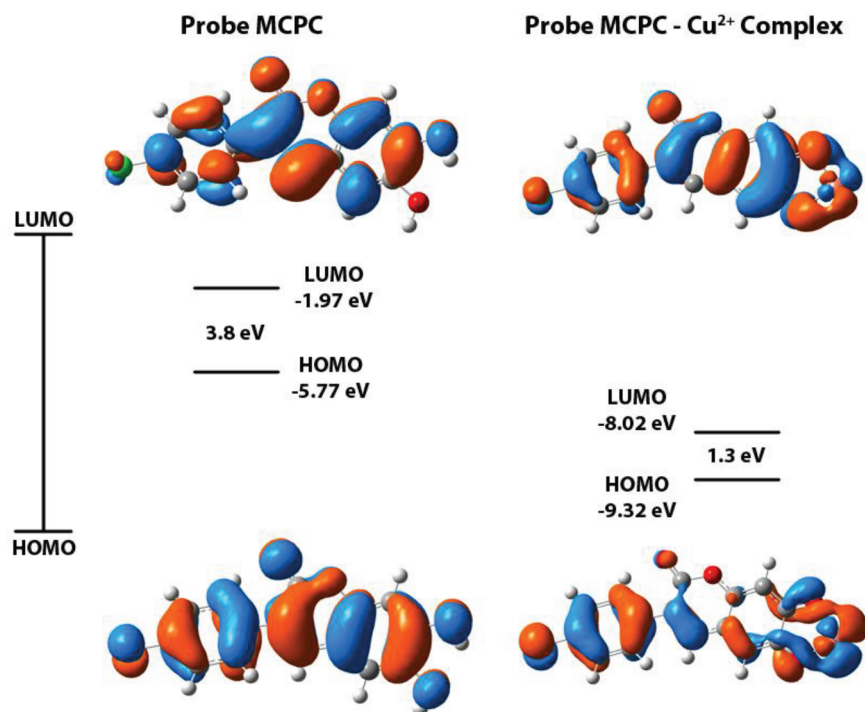 Probe MCPC
Probe MCPC - Cu²⁺ Complex
LUMO
LUMO
-1.97 eV
3.8 eV
HOMO
-5.77 eV
LUMO
-8.02 eV
1.3 eV
HOMO
-9.32 eV
HOMO